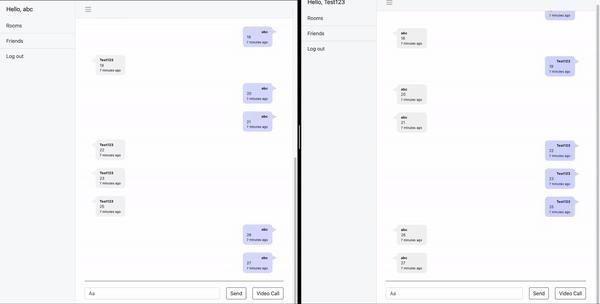 Hello, abc
Rooms
Friends
Log out
abc
18
7 minutes ago
Test123
19
7 minutes ago
abc
20
7 minutes ago
abc
21
7 minutes ago
Test123
22
7 minutes ago
Test123
23
7 minutes ago
Test123
25
7 minutes ago
abc
26
7 minutes ago
abc
27
7 minutes ago
Aa
Send
Video Call
Hello, Test123
Rooms
Friends
Log out
7 minutes ago
abc
18
7 minutes ago
Test123
19
7 minutes ago
abc
20
7 minutes ago
abc
21
7 minutes ago
Test123
22
7 minutes ago
Test123
23
7 minutes ago
Test123
25
7 minutes ago
abc
26
7 minutes ago
abc
27
7 minutes ago
Aa
Send
Video Call